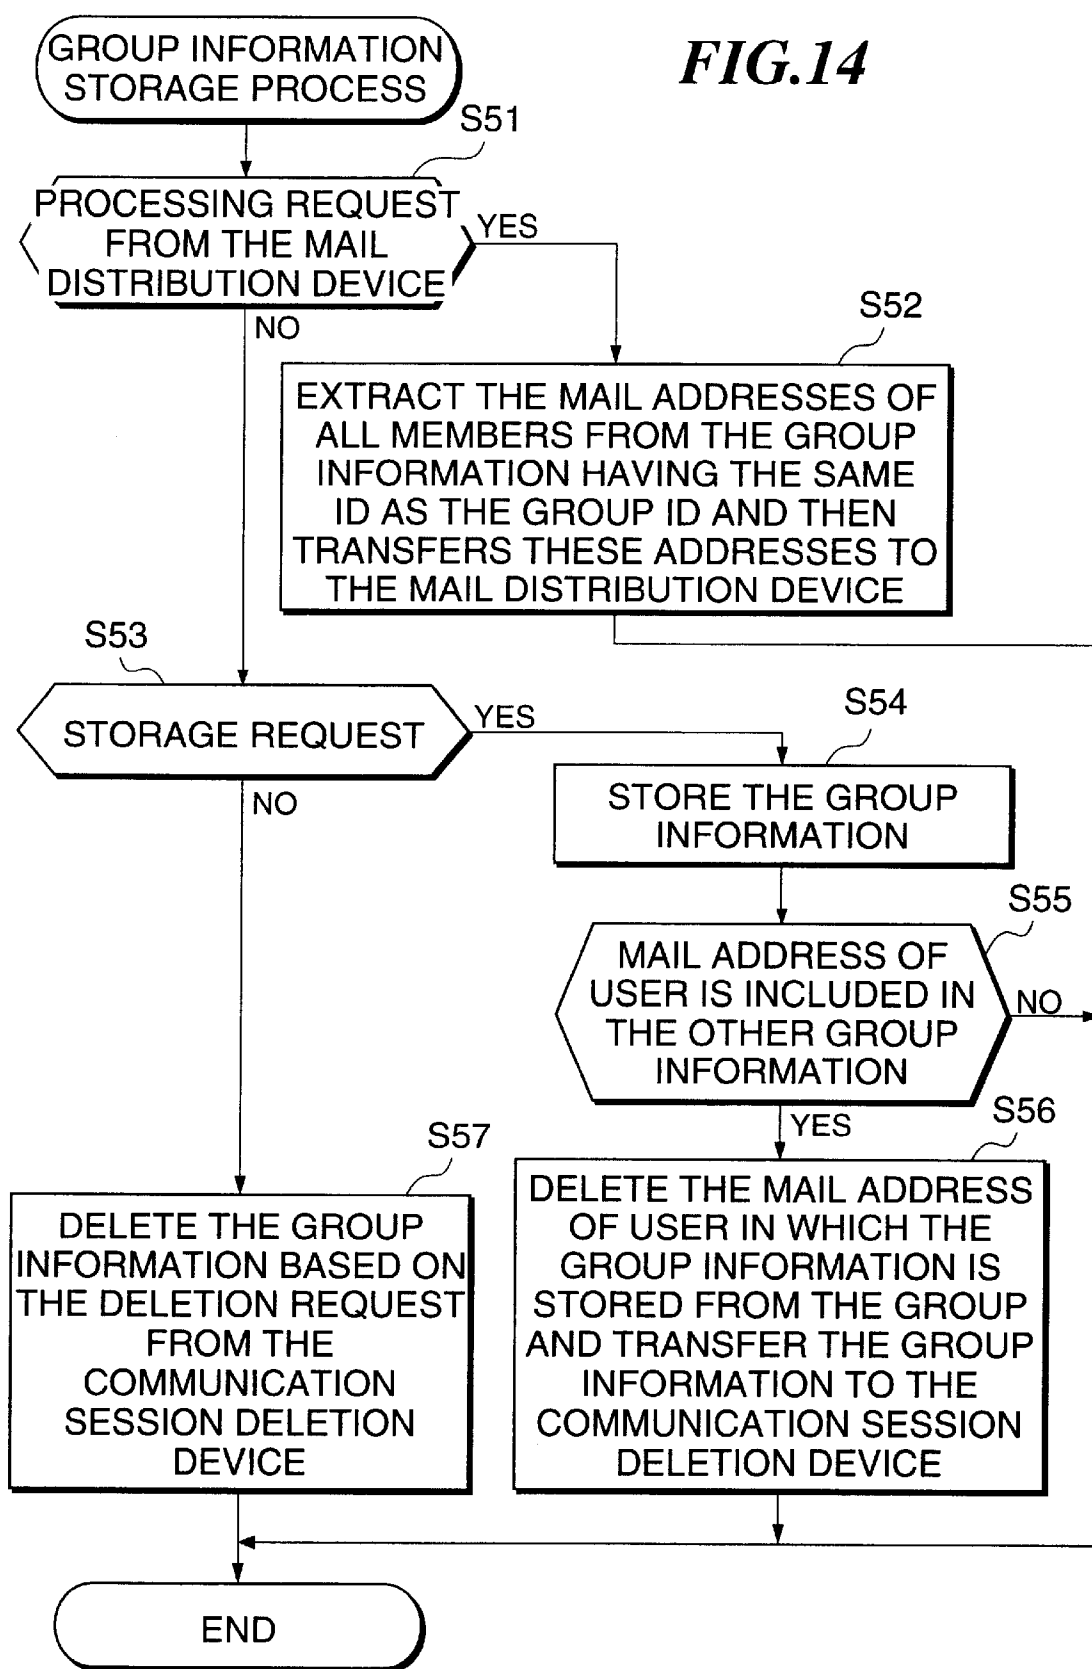 GROUP INFORMATION
STORAGE PROCESS
FIG.14
S51
PROCESSING REQUEST
FROM THE MAIL
DISTRIBUTION DEVICE
YES
NO
S52
EXTRACT THE MAIL ADDRESSES OF
ALL MEMBERS FROM THE GROUP
INFORMATION HAVING THE SAME
ID AS THE GROUP ID AND THEN
TRANSFERS THESE ADDRESSES TO
THE MAIL DISTRIBUTION DEVICE
S53
STORAGE REQUEST
YES
NO
S54
STORE THE GROUP
INFORMATION
S55
MAIL ADDRESS OF
USER IS INCLUDED IN
THE OTHER GROUP
INFORMATION
NO
YES
S56
DELETE THE MAIL ADDRESS
OF USER IN WHICH THE
GROUP INFORMATION IS
STORED FROM THE GROUP
AND TRANSFER THE GROUP
INFORMATION TO THE
COMMUNICATION SESSION
DELETION DEVICE
S57
DELETE THE GROUP
INFORMATION BASED ON
THE DELETION REQUEST
FROM THE
COMMUNICATION
SESSION DELETION
DEVICE
END